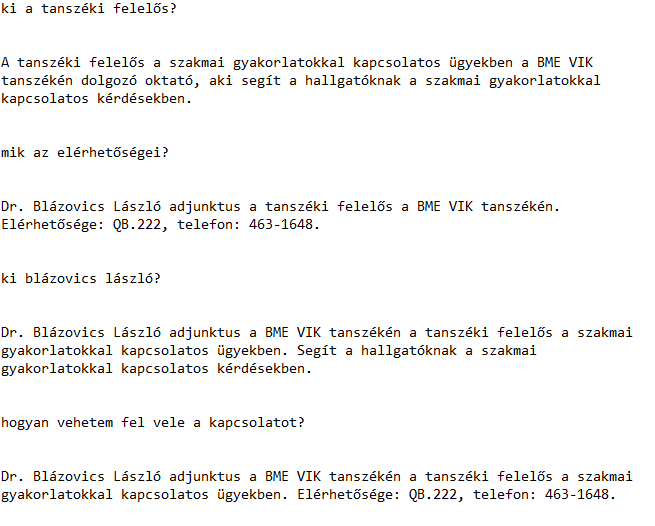 ki a tanszéki felelős?
A tanszéki felelős a szakmai gyakorlatokkal kapcsolatos ügyekben a BME VIK
tanszékén dolgozó oktató, aki segít a hallgatóknak a szakmai gyakorlatokkal
kapcsolatos kérdésekben.
mik az elérhetőségei?
Dr. Blázovics László adjunktus a tanszéki felelős a BME VIK tanszékén.
Elérhetősége: QB.222, telefon: 463-1648.
ki blázovics lászló?
Dr. Blázovics László adjunktus a BME VIK tanszékén a tanszéki felelős a szakmai
gyakorlatokkal kapcsolatos ügyekben. Segít a hallgatóknak a szakmai
gyakorlatokkal kapcsolatos kérdésekben.
hogyan vehetem fel vele a kapcsolatot?
Dr. Blázovics László adjunktus a BME VIK tanszékén a tanszéki felelős a szakmai
gyakorlatokkal kapcsolatos ügyekben. Elérhetősége: QB.222, telefon: 463-1648.